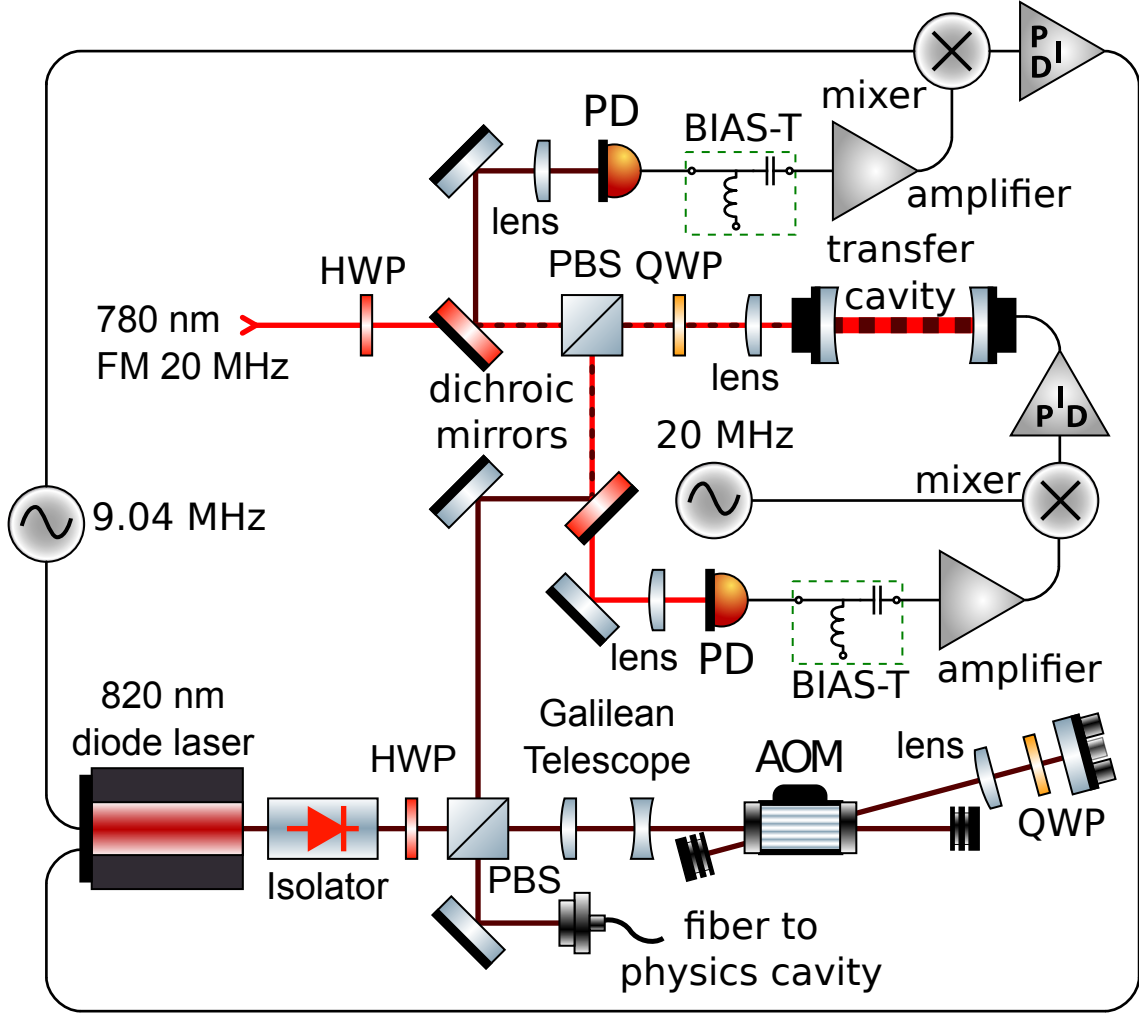 P I
D
mixer
PD
BIAS-T
amplifier
lens
transfer
cavity
HWP
PBS
QWP
780 nm
FM 20 MHz
lens
dichroic
mirrors
20 MHz
P I D
mixer
9.04 MHz
lens
PD
BIAS-T
amplifier
820 nm
diode laser
HWP
Galilean
Telescope
AOM
lens
QWP
Isolator
PBS
fiber to
physics cavity